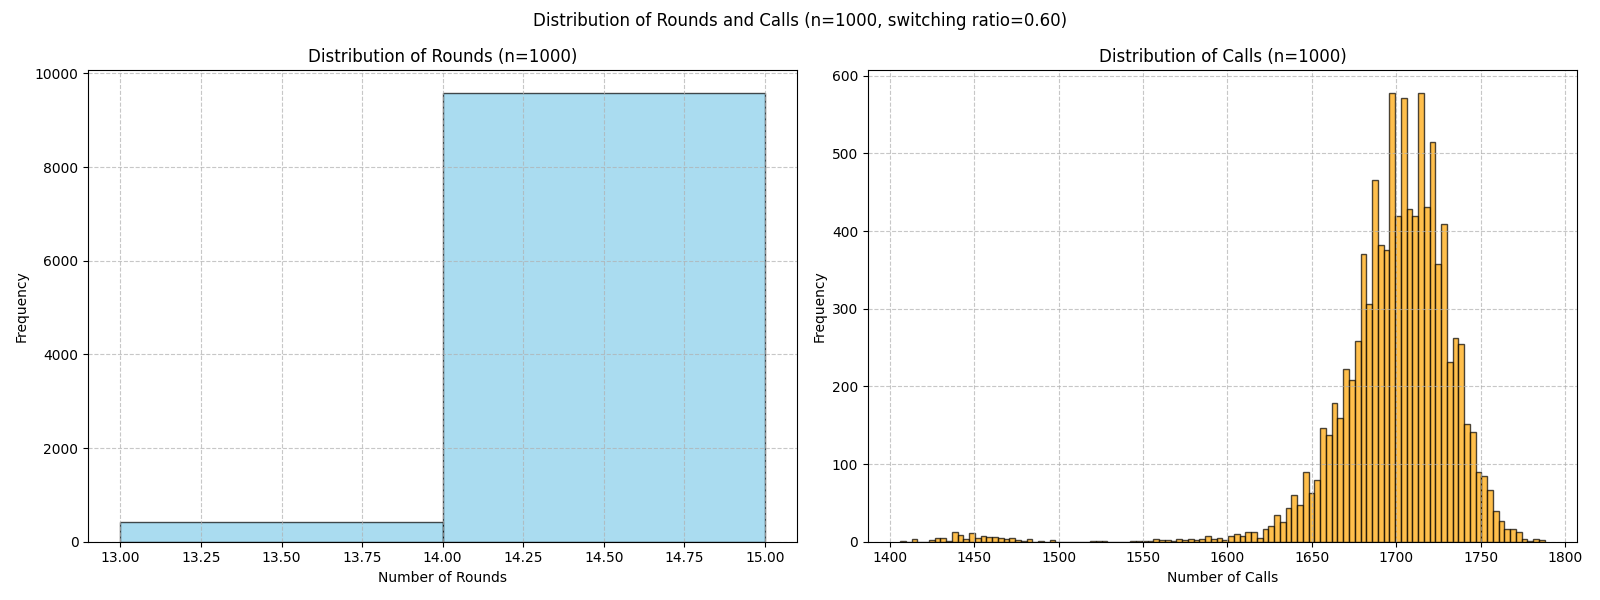 Distribution of Rounds and Calls (n=1000, switching ratio=0.60)
Distribution of Rounds (n=1000)
10000
8000
6000
4000
2000
0
Frequency
13.00 13.25 13.50 13.75 14.00 14.25 14.50 14.75 15.00
Number of Rounds
Distribution of Calls (n=1000)
600
500
400
300
200
100
0
Frequency
1400 1450 1500 1550 1600 1650 1700 1750 1800
Number of Calls